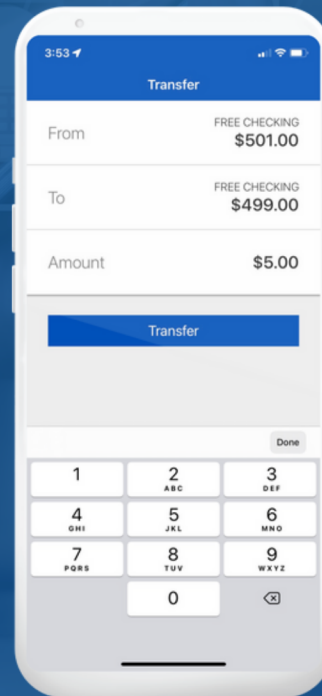 3:53
Transfer
From
FREE CHECKING
$501.00
To
FREE CHECKING
$499.00
Amount
$5.00
Transfer
Done
1
2
ABC
3
DEF
4
GHI
5
JKL
6
MNO
7
PQRS
8
TUV
9
WXYZ
0